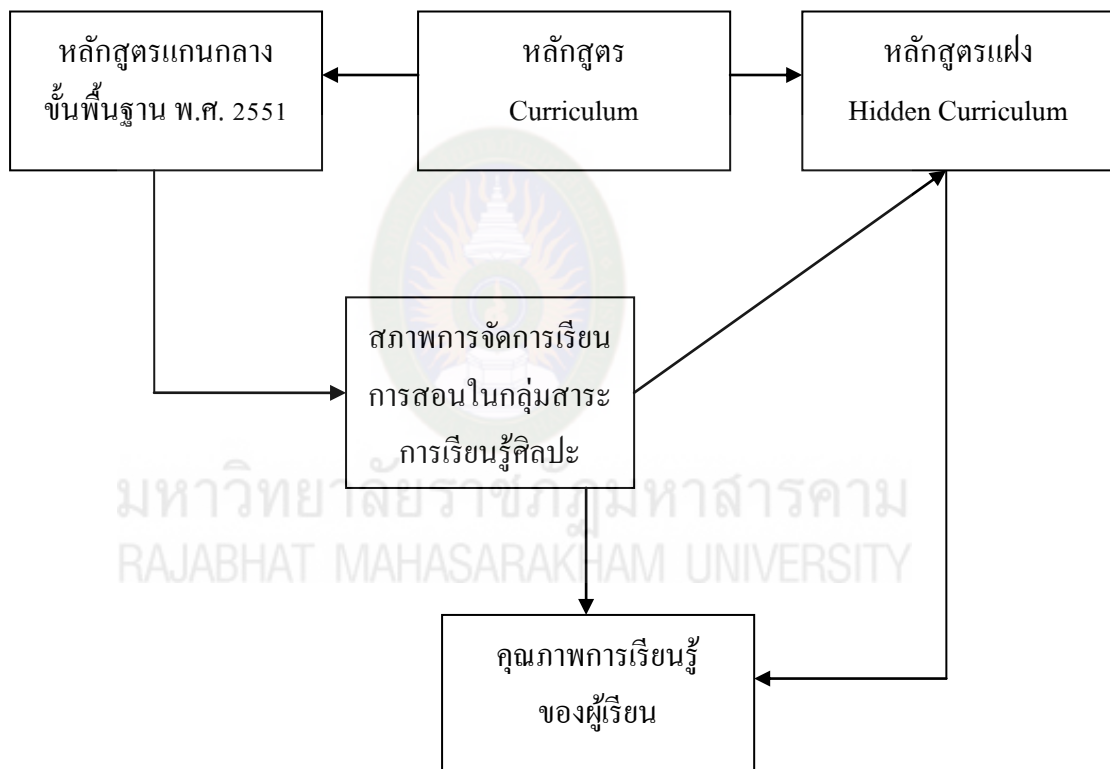 หลักสูตรแกนกลาง
ขั้นพื้นฐาน พ.ศ. 2551
หลักสูตร
Curriculum
หลักสูตรแฝง
Hidden Curriculum
สภาพการจัดการเรียน
การสอนในกลุ่มสาระ
การเรียนรู้ศิลปะ
มหาวิทยาลัยราชภัฏมหาสารคาม
RAJABHAT MAHASARAKHAM UNIVERSITY
คุณภาพการเรียนรู้
ของผู้เรียน